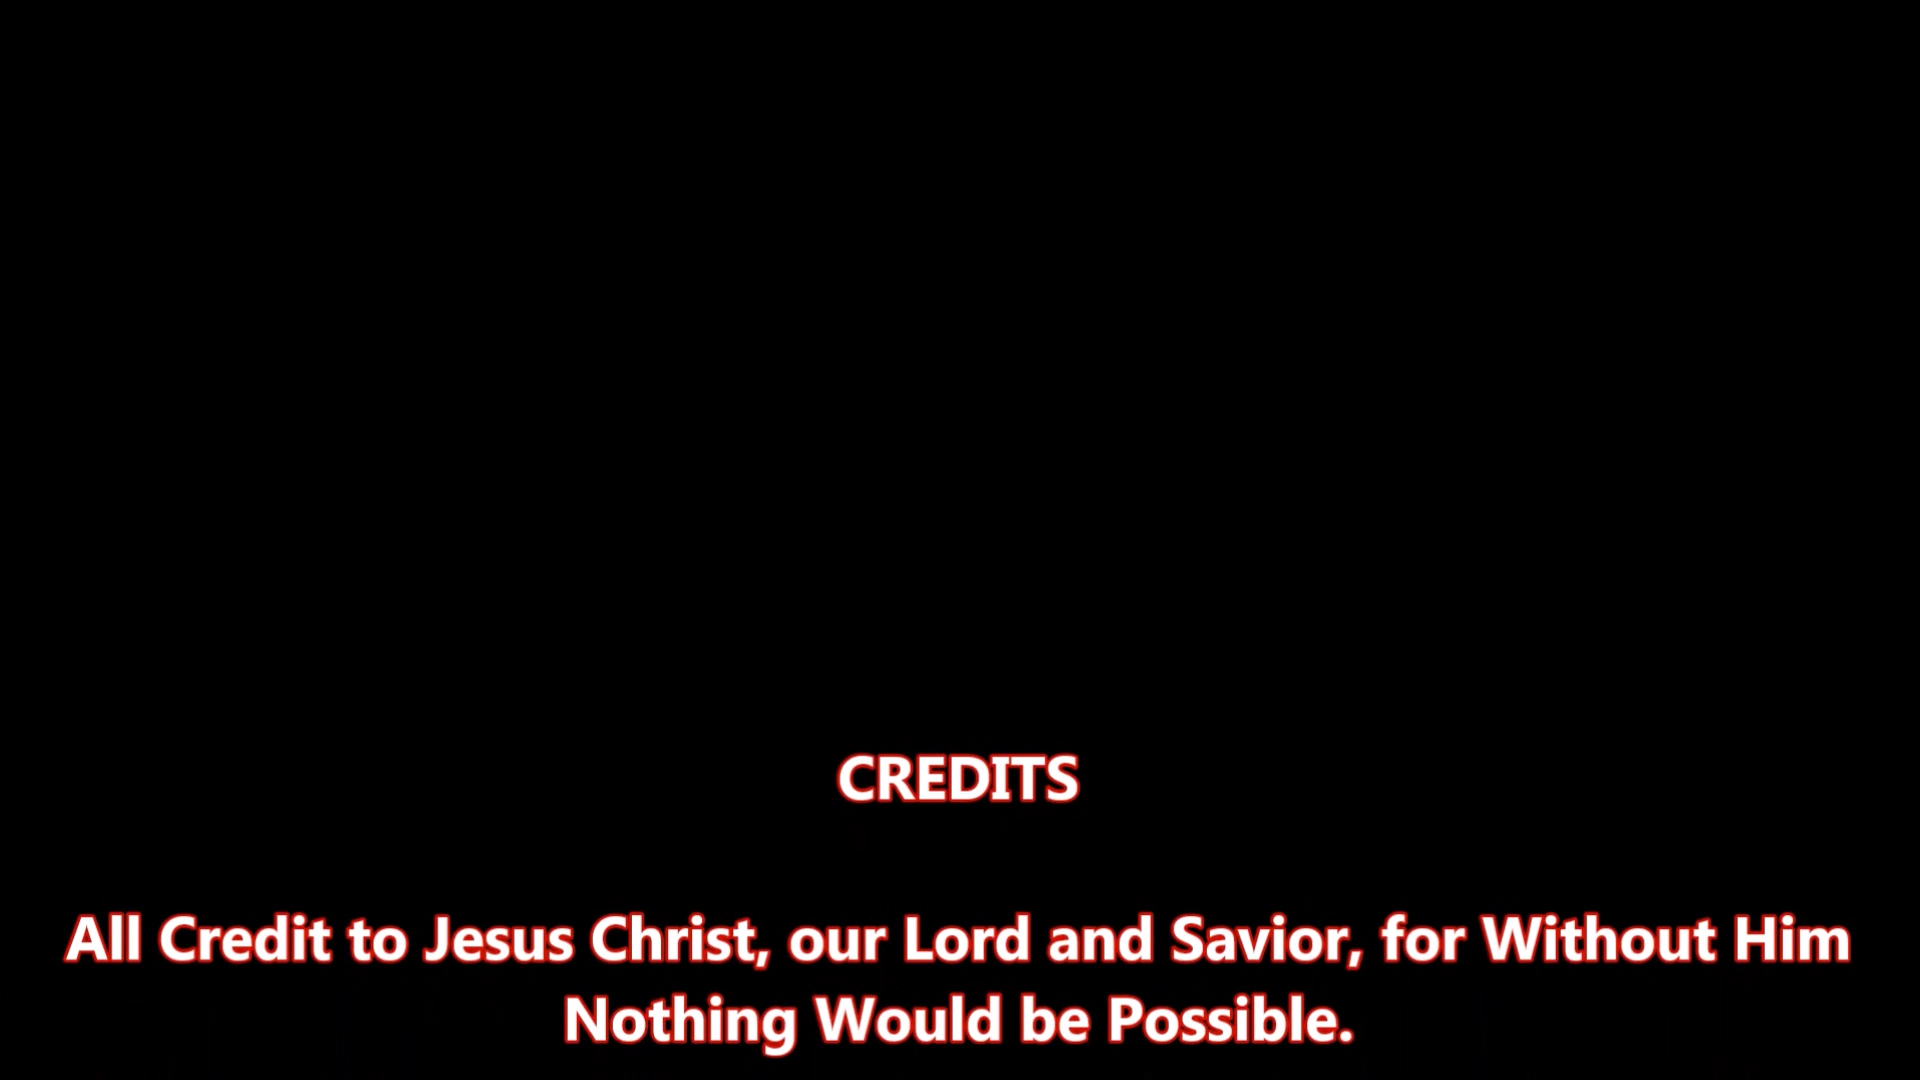 CREDITS
All Credit to Jesus Christ, our Lord and Savior, for Without Him
Nothing Would be Possible.